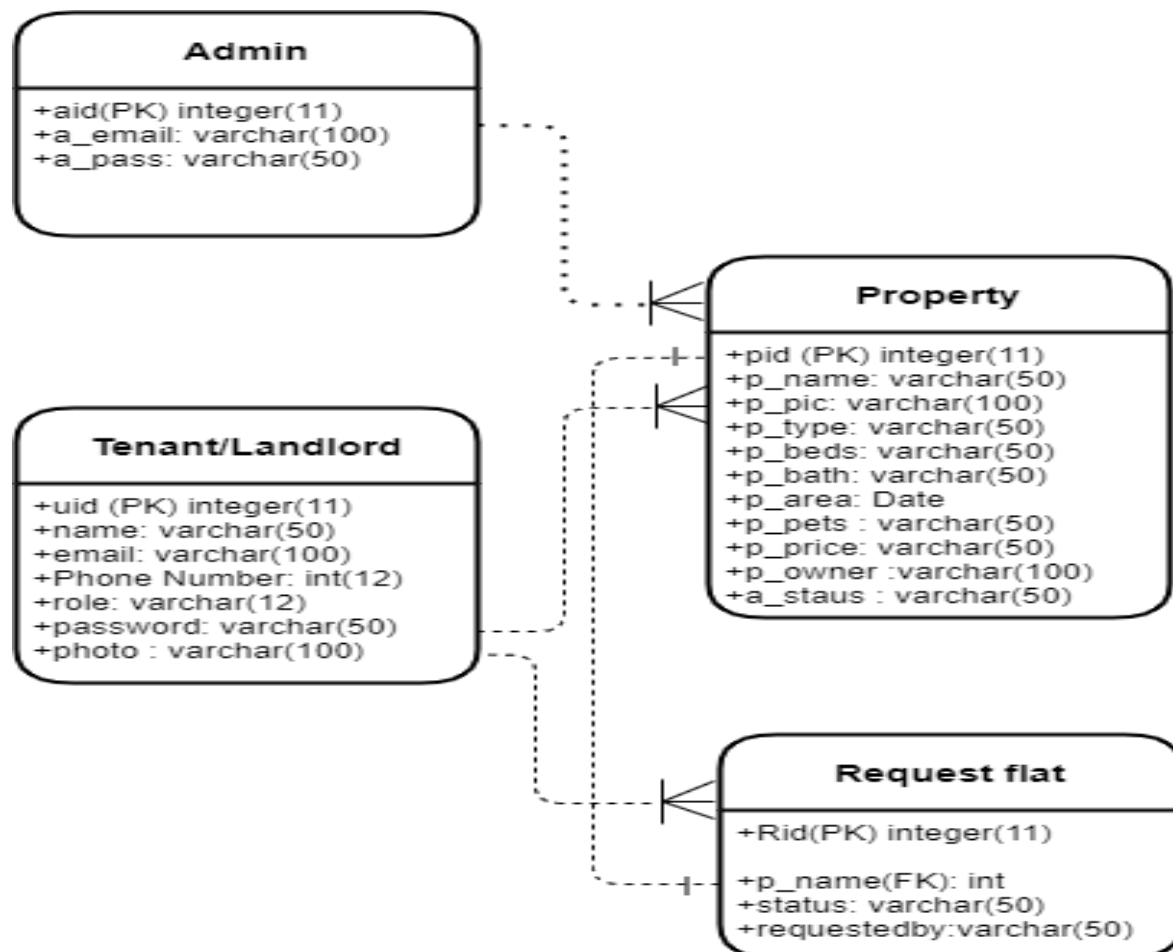 Admin
+aid(PK) integer(11)
+a_email: varchar(100)
+a_pass: varchar(50)
Property
+pid (PK) integer(11)
+p_name: varchar(50)
+p_pic: varchar(100)
+p_type: varchar(50)
+p_beds: varchar(50)
+p_bath: varchar(50)
+p_area: Date
+p_pets : varchar(50)
+p_price: varchar(50)
+p_owner :varchar(100)
+a_staus : varchar(50)
Tenant/Landlord
+uid (PK) integer(11)
+name: varchar(50)
+email: varchar(100)
+Phone Number: int(12)
+role: varchar(12)
+password: varchar(50)
+photo : varchar(100)
Request flat
+Rid(PK) integer(11)
+p_name(FK): int
+status: varchar(50)
+requestedby:varchar(50)